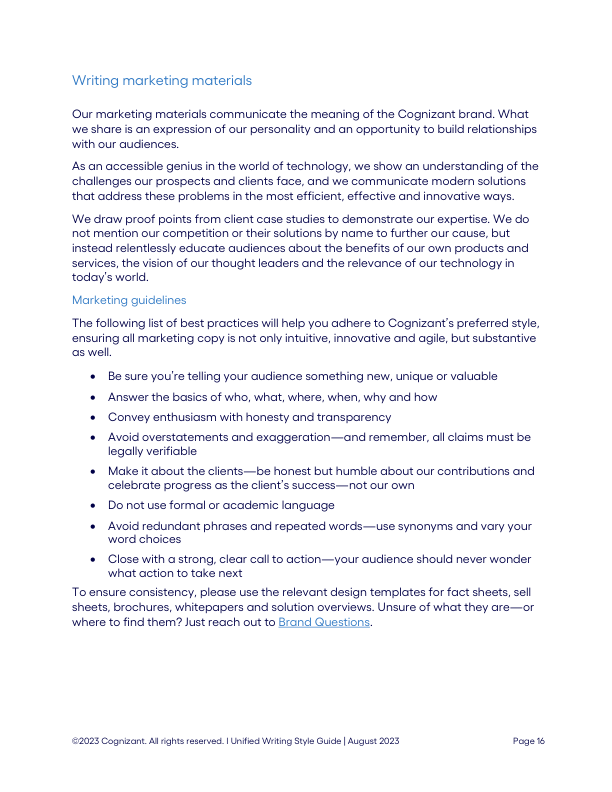 Writing marketing materials
Our marketing materials communicate the meaning of the Cognizant brand. What
we share is an expression of our personality and an opportunity to build relationships
with our audiences.
As an accessible genius in the world of technology, we show an understanding of the
challenges our prospects and clients face, and we communicate modern solutions
that address these problems in the most efficient, effective and innovative ways.
We draw proof points from client case studies to demonstrate our expertise. We do
not mention our competition or their solutions by name to further our cause, but
instead relentlessly educate audiences about the benefits of our own products and
services, the vision of our thought leaders and the relevance of our technology in
today's world.
Marketing guidelines
The following list of best practices will help you adhere to Cognizant's preferred style,
ensuring all marketing copy is not only intuitive, innovative and agile, but substantive
as well.
• Be sure you're telling your audience something new, unique or valuable
• Answer the basics of who, what, where, when, why and how
• Convey enthusiasm with honesty and transparency
• Avoid overstatements and exaggeration—and remember, all claims must be
legally verifiable
• Make it about the clients—be honest but humble about our contributions and
celebrate progress as the client's success—not our own
• Do not use formal or academic language
• Avoid redundant phrases and repeated words—use synonyms and vary your
word choices
• Close with a strong, clear call to action—your audience should never wonder
what action to take next
To ensure consistency, please use the relevant design templates for fact sheets, sell
sheets, brochures, whitepapers and solution overviews. Unsure of what they are—or
where to find them? Just reach out to Brand Questions.
©2023 Cognizant. All rights reserved. I Unified Writing Style Guide | August 2023 Page 16